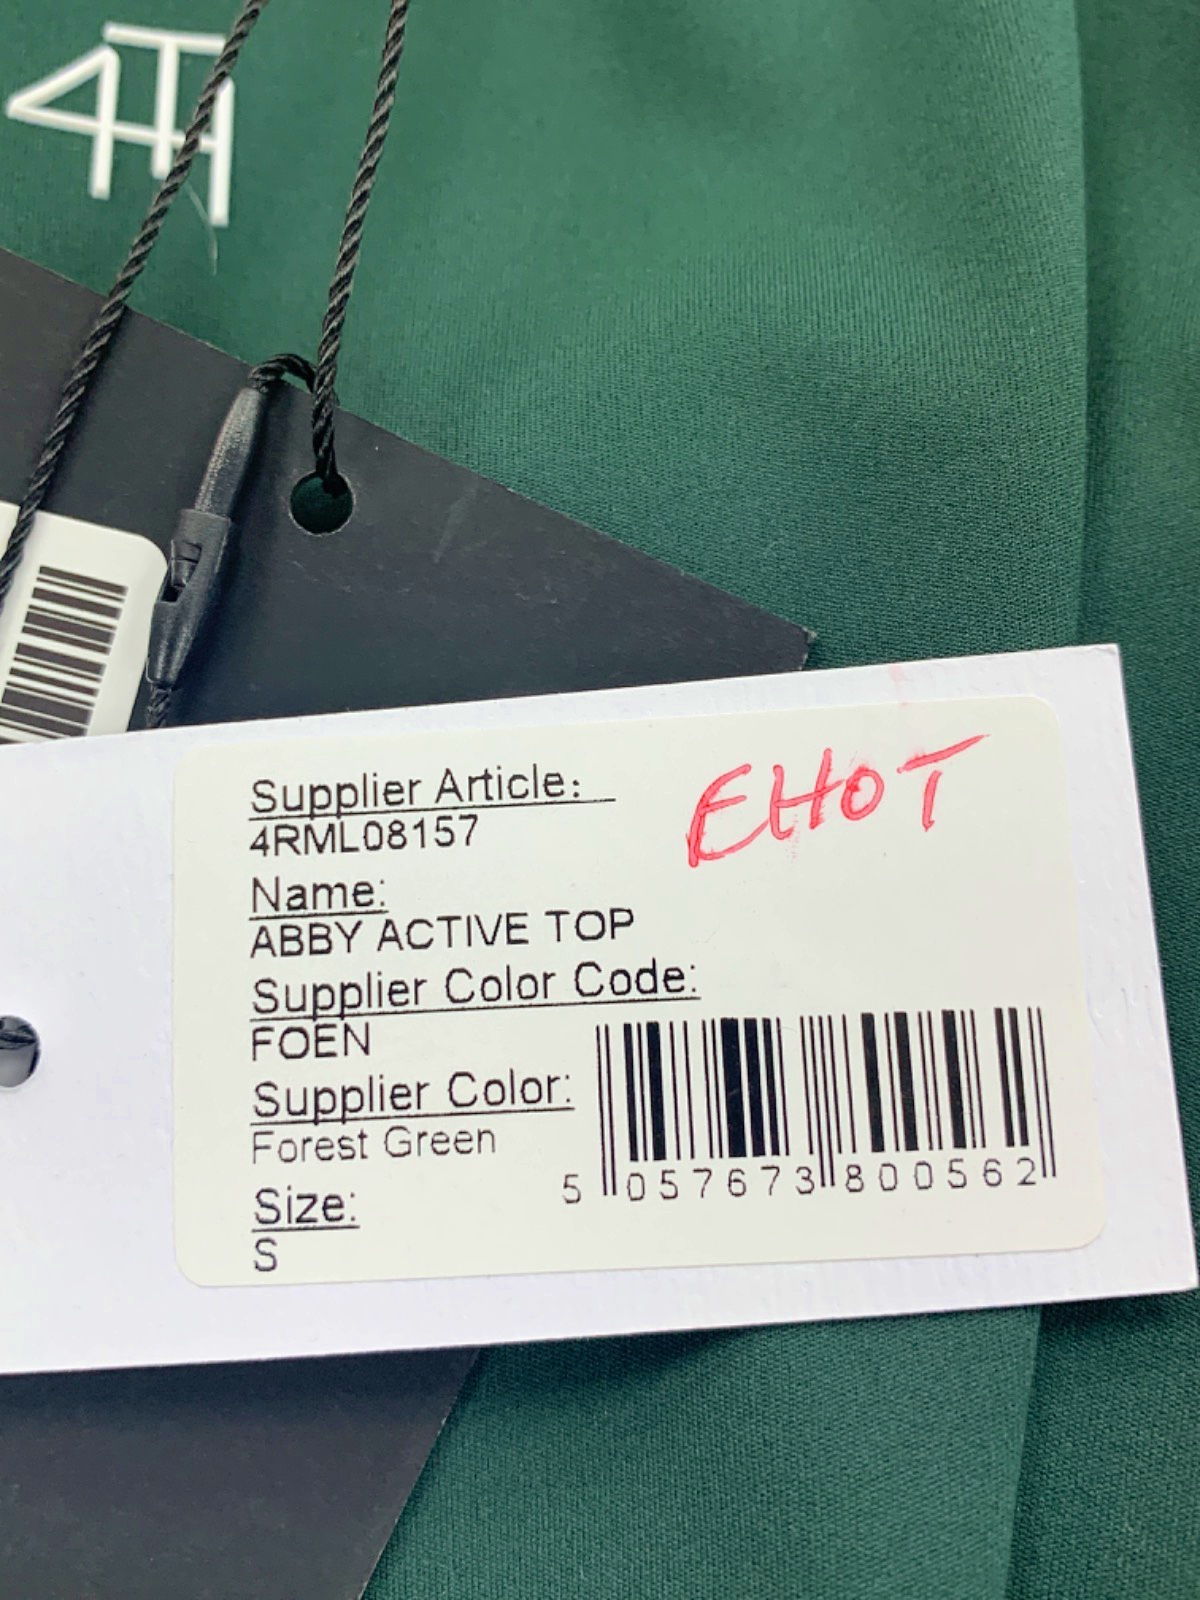 4TH
Supplier Article:
4RML08157
EHOT
Name:
ABBY ACTIVE TOP
Supplier Color Code:
FOEN
Supplier Color:
Forest Green
Size:
S
5 057673 800562